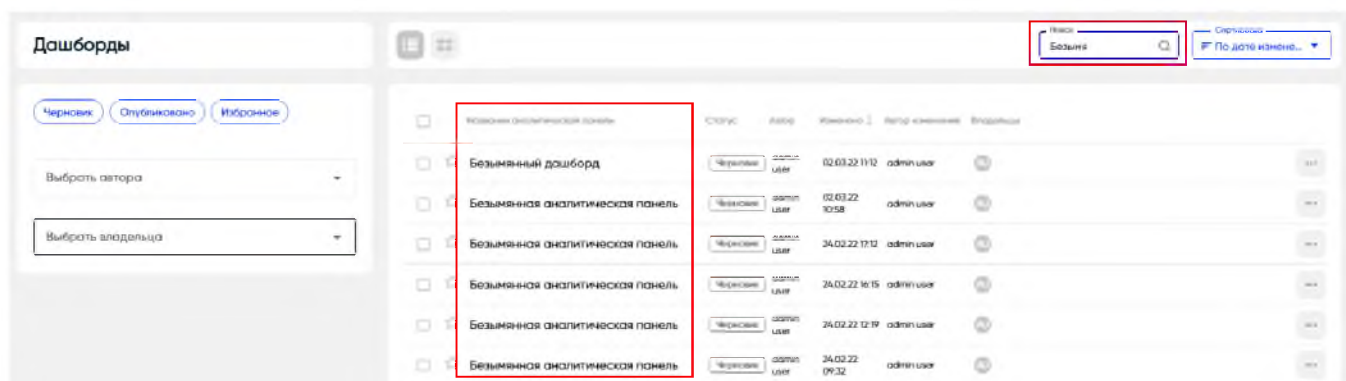 Дашборды
Поиск
Безымя
Сортировка
По дате измене...
Черновик
Опубликовано
Избранное
Выбрать автора
Выбрать владельца
Название аналитической панели Статус Автор Изменено Автор изменения Владельцы
Безымянный дашборд Черновик admin user 02.03.22 11:12 admin user
Безымянная аналитическая панель Черновик admin user 02.03.22 10:58 admin user
Безымянная аналитическая панель Черновик admin user 24.02.22 17:12 admin user
Безымянная аналитическая панель Черновик admin user 24.02.22 16:15 admin user
Безымянная аналитическая панель Черновик admin user 24.02.22 12:19 admin user
Безымянная аналитическая панель Черновик admin user 24.02.22 09:32 admin user